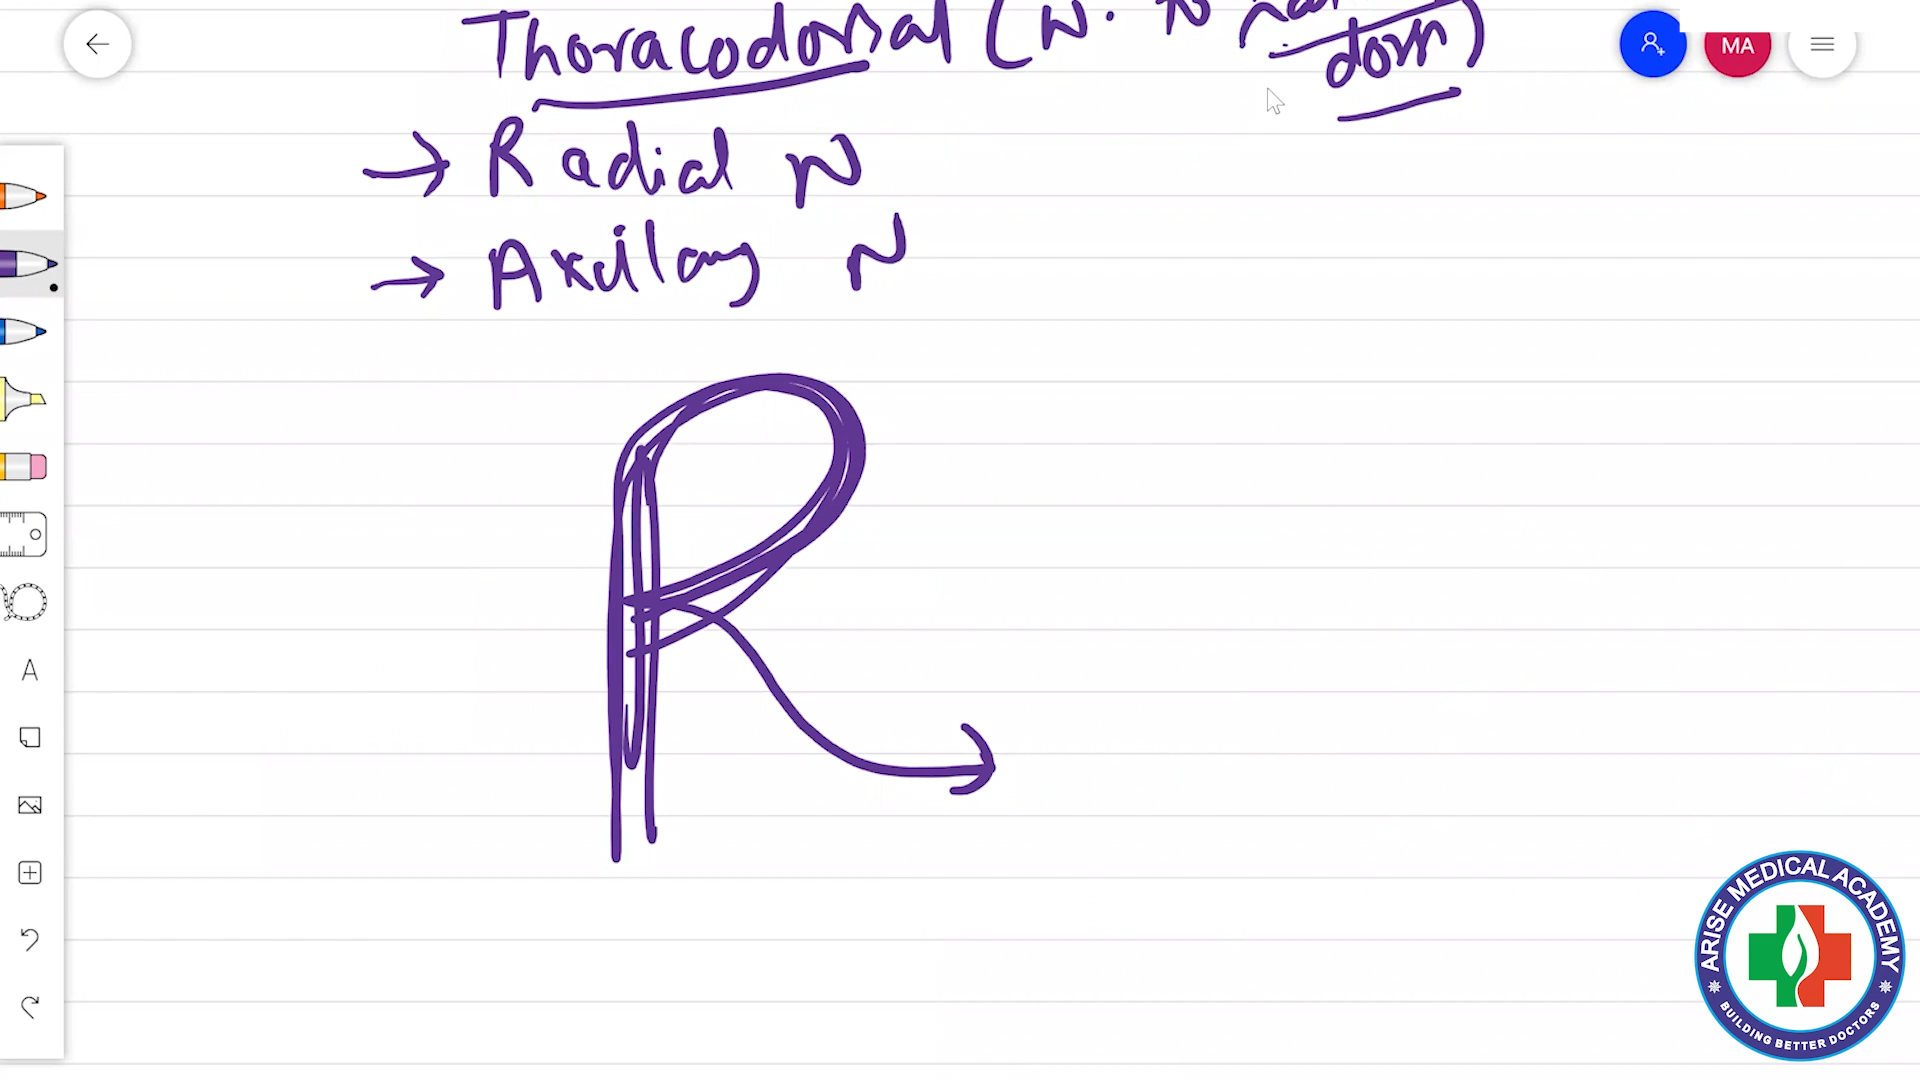 Thoracodorsal (N. to
dorsi)
→ Radial N
→ Axillary N
R
MA
A
ARISE MEDICAL ACADEMY
BUILDING BETTER DOCTORS